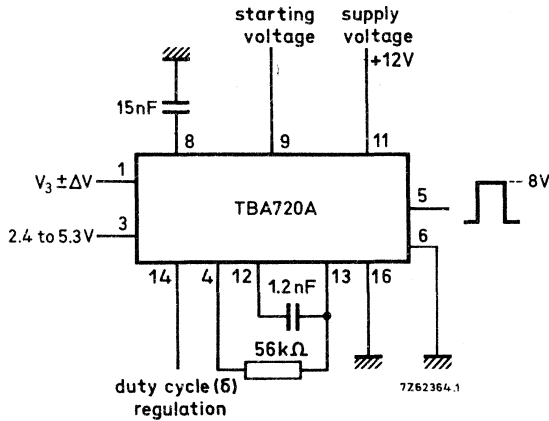 starting
voltage
supply
voltage
+12V
15nF
8
9
11
1
V3 ±ΔV
TBA720A
5
8V
3
2.4 to 5.3V
6
14
4
12
13
16
1.2nF
56kΩ
duty cycle(δ)
regulation
7Z62364.1